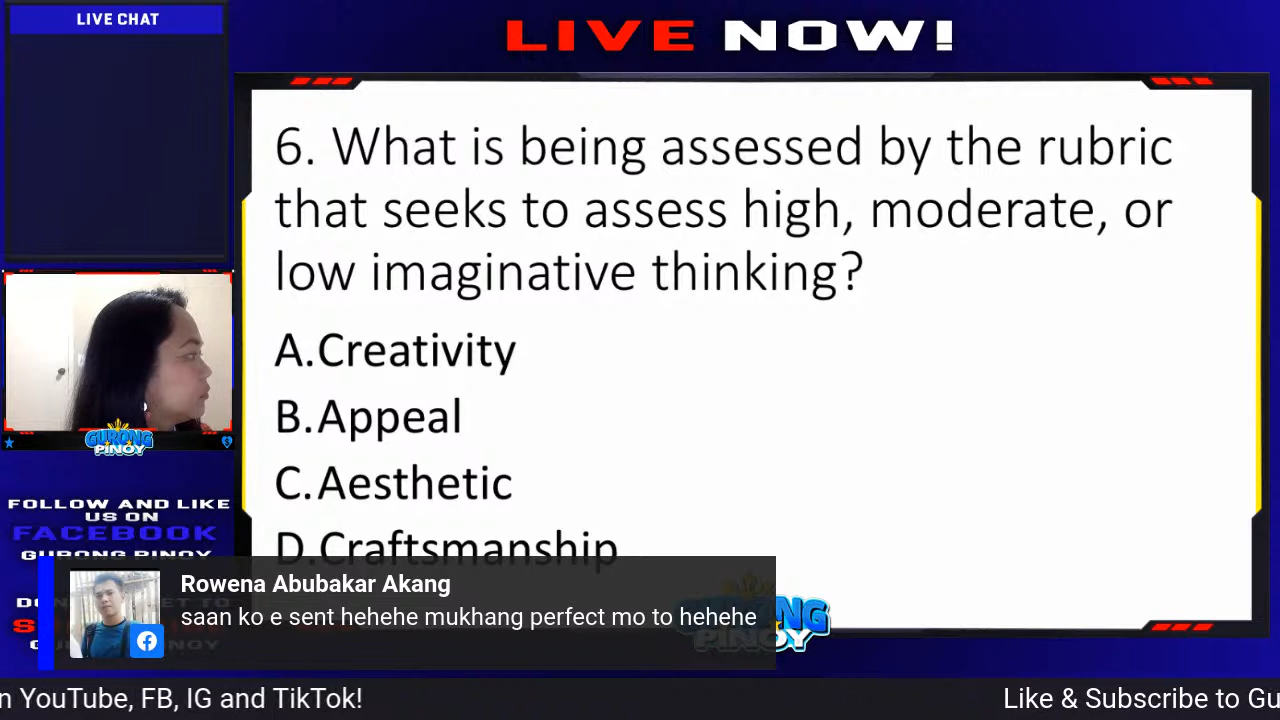 LIVE CHAT
LIVE NOW!
6. What is being assessed by the rubric
that seeks to assess high, moderate, or
low imaginative thinking?
A.Creativity
B.Appeal
C.Aesthetic
D.Craftsmanship
GURONG
PINOY
FOLLOW AND LIKE
US ON
FACEBOOK
GURONG PINOY
Rowena Abubakar Akang
saan ko e sent hehehe mukhang perfect mo to hehehe
n YouTube, FB, IG and TikTok!
Like & Subscribe to Gu